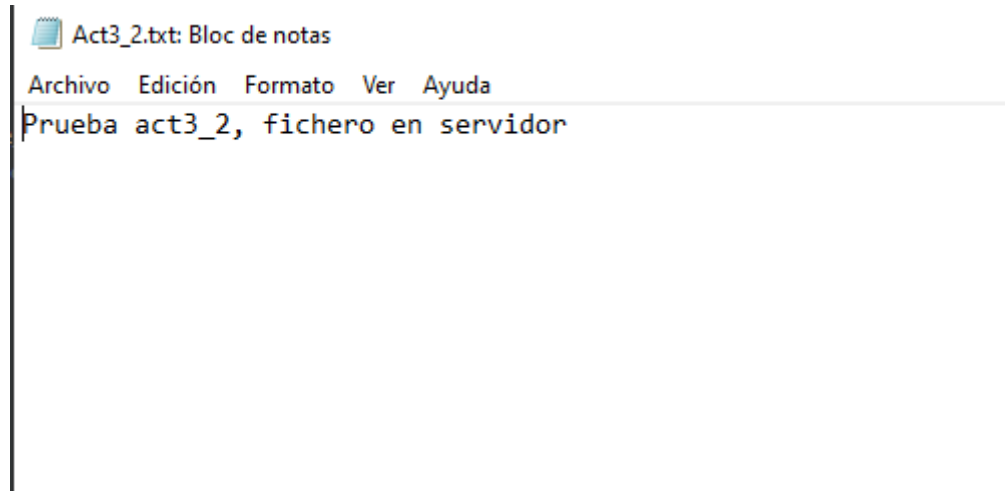 Act3_2.txt: Bloc de notas
Archivo Edición Formato Ver Ayuda
Prueba act3_2, fichero en servidor